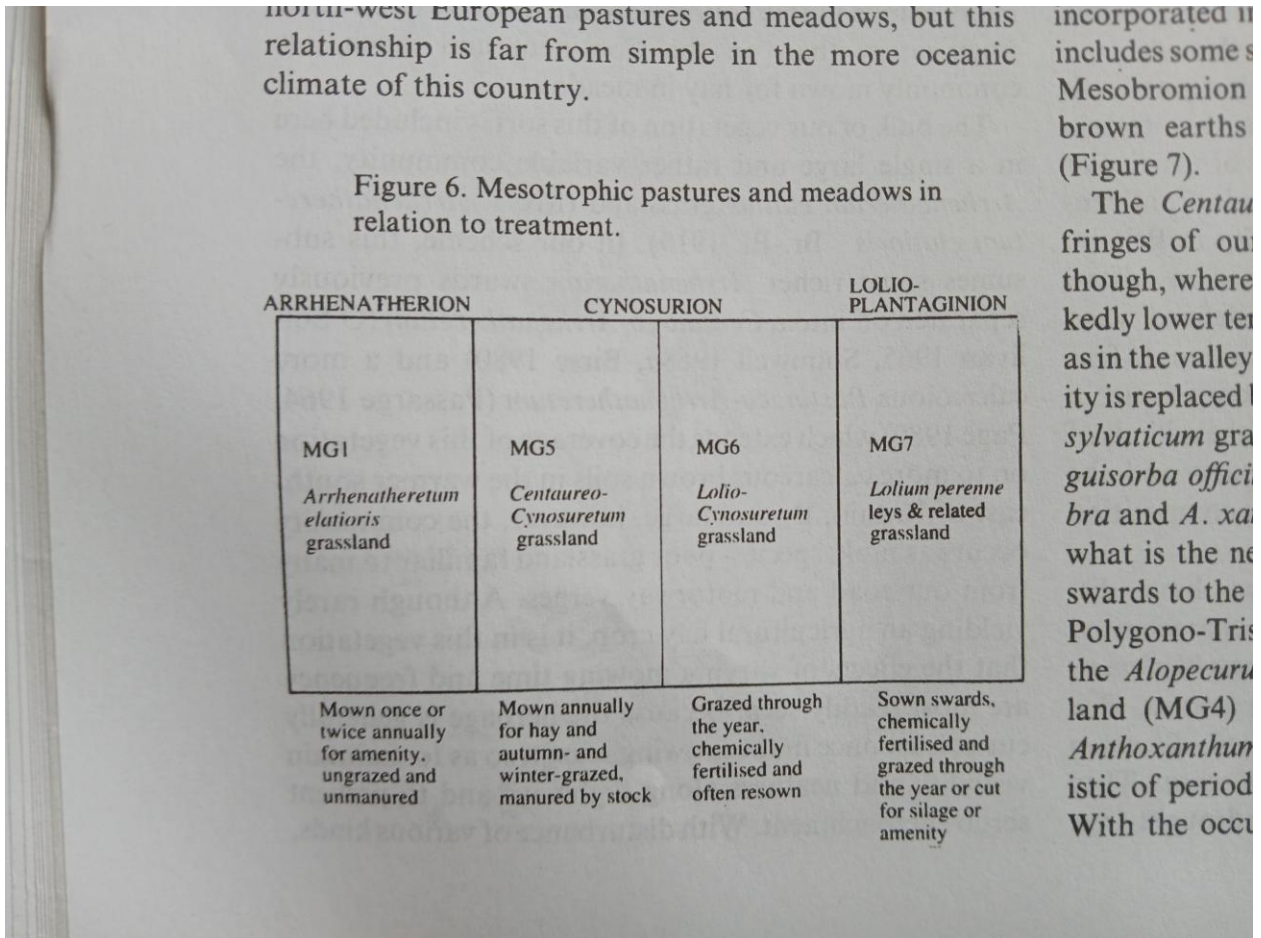 north-west European pastures and meadows, but this
relationship is far from simple in the more oceanic
climate of this country.
Figure 6. Mesotrophic pastures and meadows in
relation to treatment.
ARRHENATHERION
CYNOSURION
LOLIO-
PLANTAGINION
MG1
Arrhenatheretum
elatioris
grassland
MG5
Centaureo-
Cynosuretum
grassland
MG6
Lolio-
Cynosuretum
grassland
MG7
Lolium perenne
leys & related
grassland
Mown once or
twice annually
for amenity,
ungrazed and
unmanured
Mown annually
for hay and
autumn- and
winter-grazed,
manured by stock
Grazed through
the year,
chemically
fertilised and
often resown
Sown swards,
chemically
fertilised and
grazed through
the year or cut
for silage or
amenity
incorporated
includes some
Mesobromion
brown earths
(Figure 7).
The Centau
fringes of ou
though, where
kedly lower ter
as in the valley
ity is replaced
sylvaticum gra
guisorba offici
bra and A. xa
what is the ne
swards to the
Polygono-Tris
the Alopecuru
land (MG4)
Anthoxanthum
istic of period
With the occu